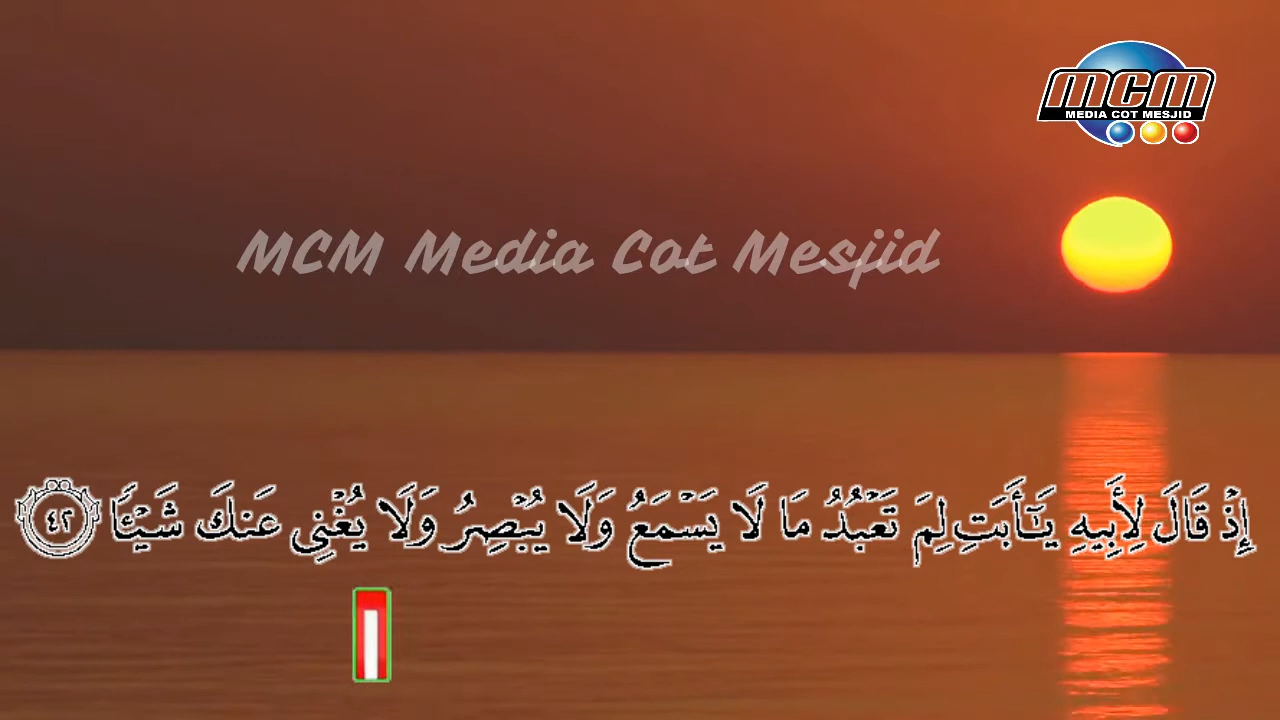 mcm
MEDIA COT MESJID
MCM Media Cot Mesjid
إِذْ قَالَ لِأَبِيهِ يَٰٓأَبَتِ لِمَ تَعْبُدُ مَا لَا يَسْمَعُ وَلَا يُبْصِرُ وَلَا يُغْنِى عَنكَ شَيْـًٔا ٤٢